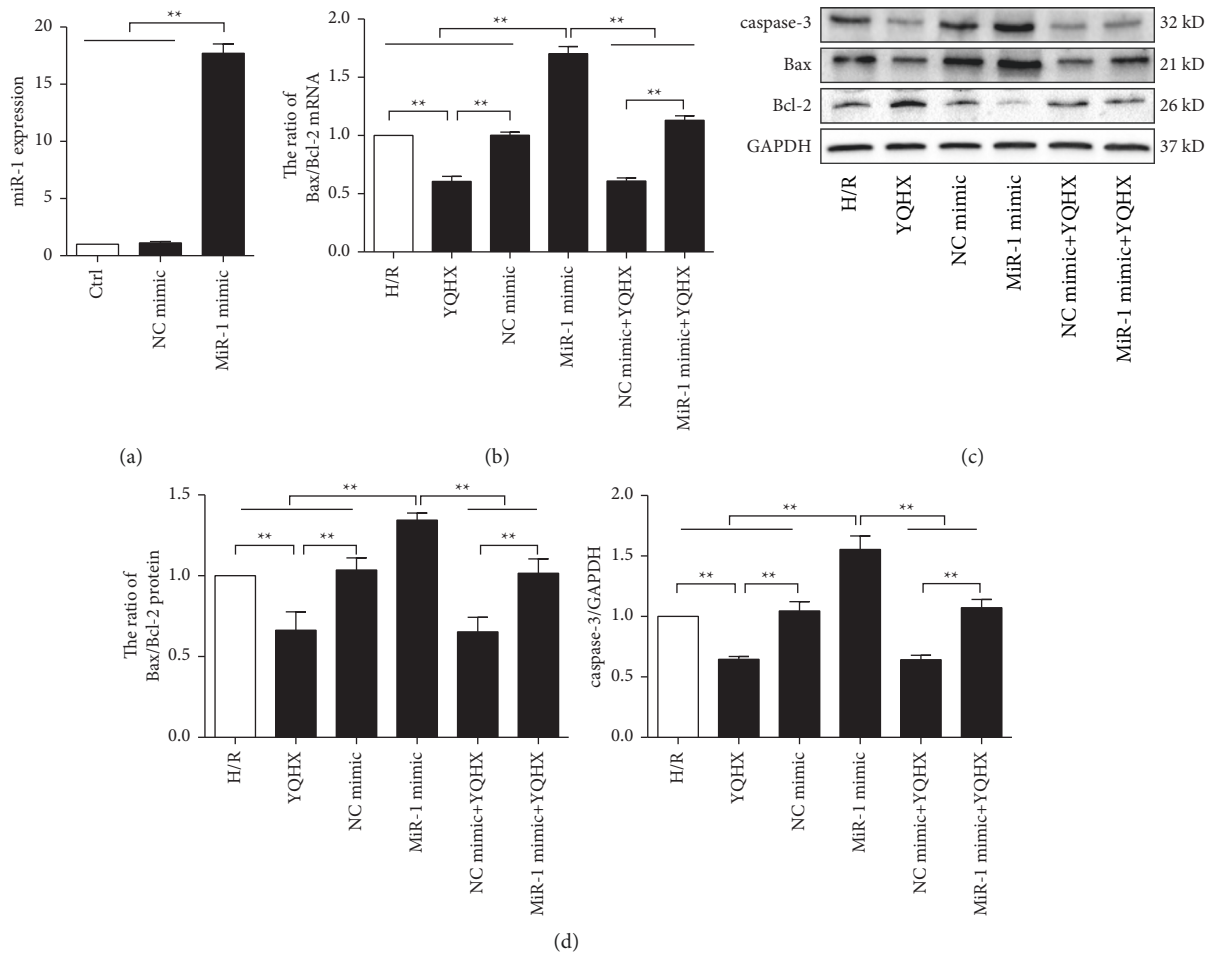 **
20
15
10
5
0
miR-1 expression
Ctrl
NC mimic
MiR-1 mimic
(a)
**
**
**
**
**
2.0
1.5
1.0
0.5
0.0
The ratio of
Bax/Bcl-2 mRNA
H/R
YQHX
NC mimic
MiR-1 mimic
NC mimic+YQHX
MiR-1 mimic+YQHX
(b)
caspase-3
32 kD
Bax
21 kD
Bcl-2
26 kD
GAPDH
37 kD
H/R
YQHX
NC mimic
MiR-1 mimic
NC mimic+YQHX
MiR-1 mimic+YQHX
(c)
**
**
**
**
**
1.5
1.0
0.5
0.0
The ratio of
Bax/Bcl-2 protein
H/R
YQHX
NC mimic
MiR-1 mimic
NC mimic+YQHX
MiR-1 mimic+YQHX
**
**
**
**
**
2.0
1.5
1.0
0.5
0.0
caspase-3/GAPDH
H/R
YQHX
NC mimic
MiR-1 mimic
NC mimic+YQHX
MiR-1 mimic+YQHX
(d)